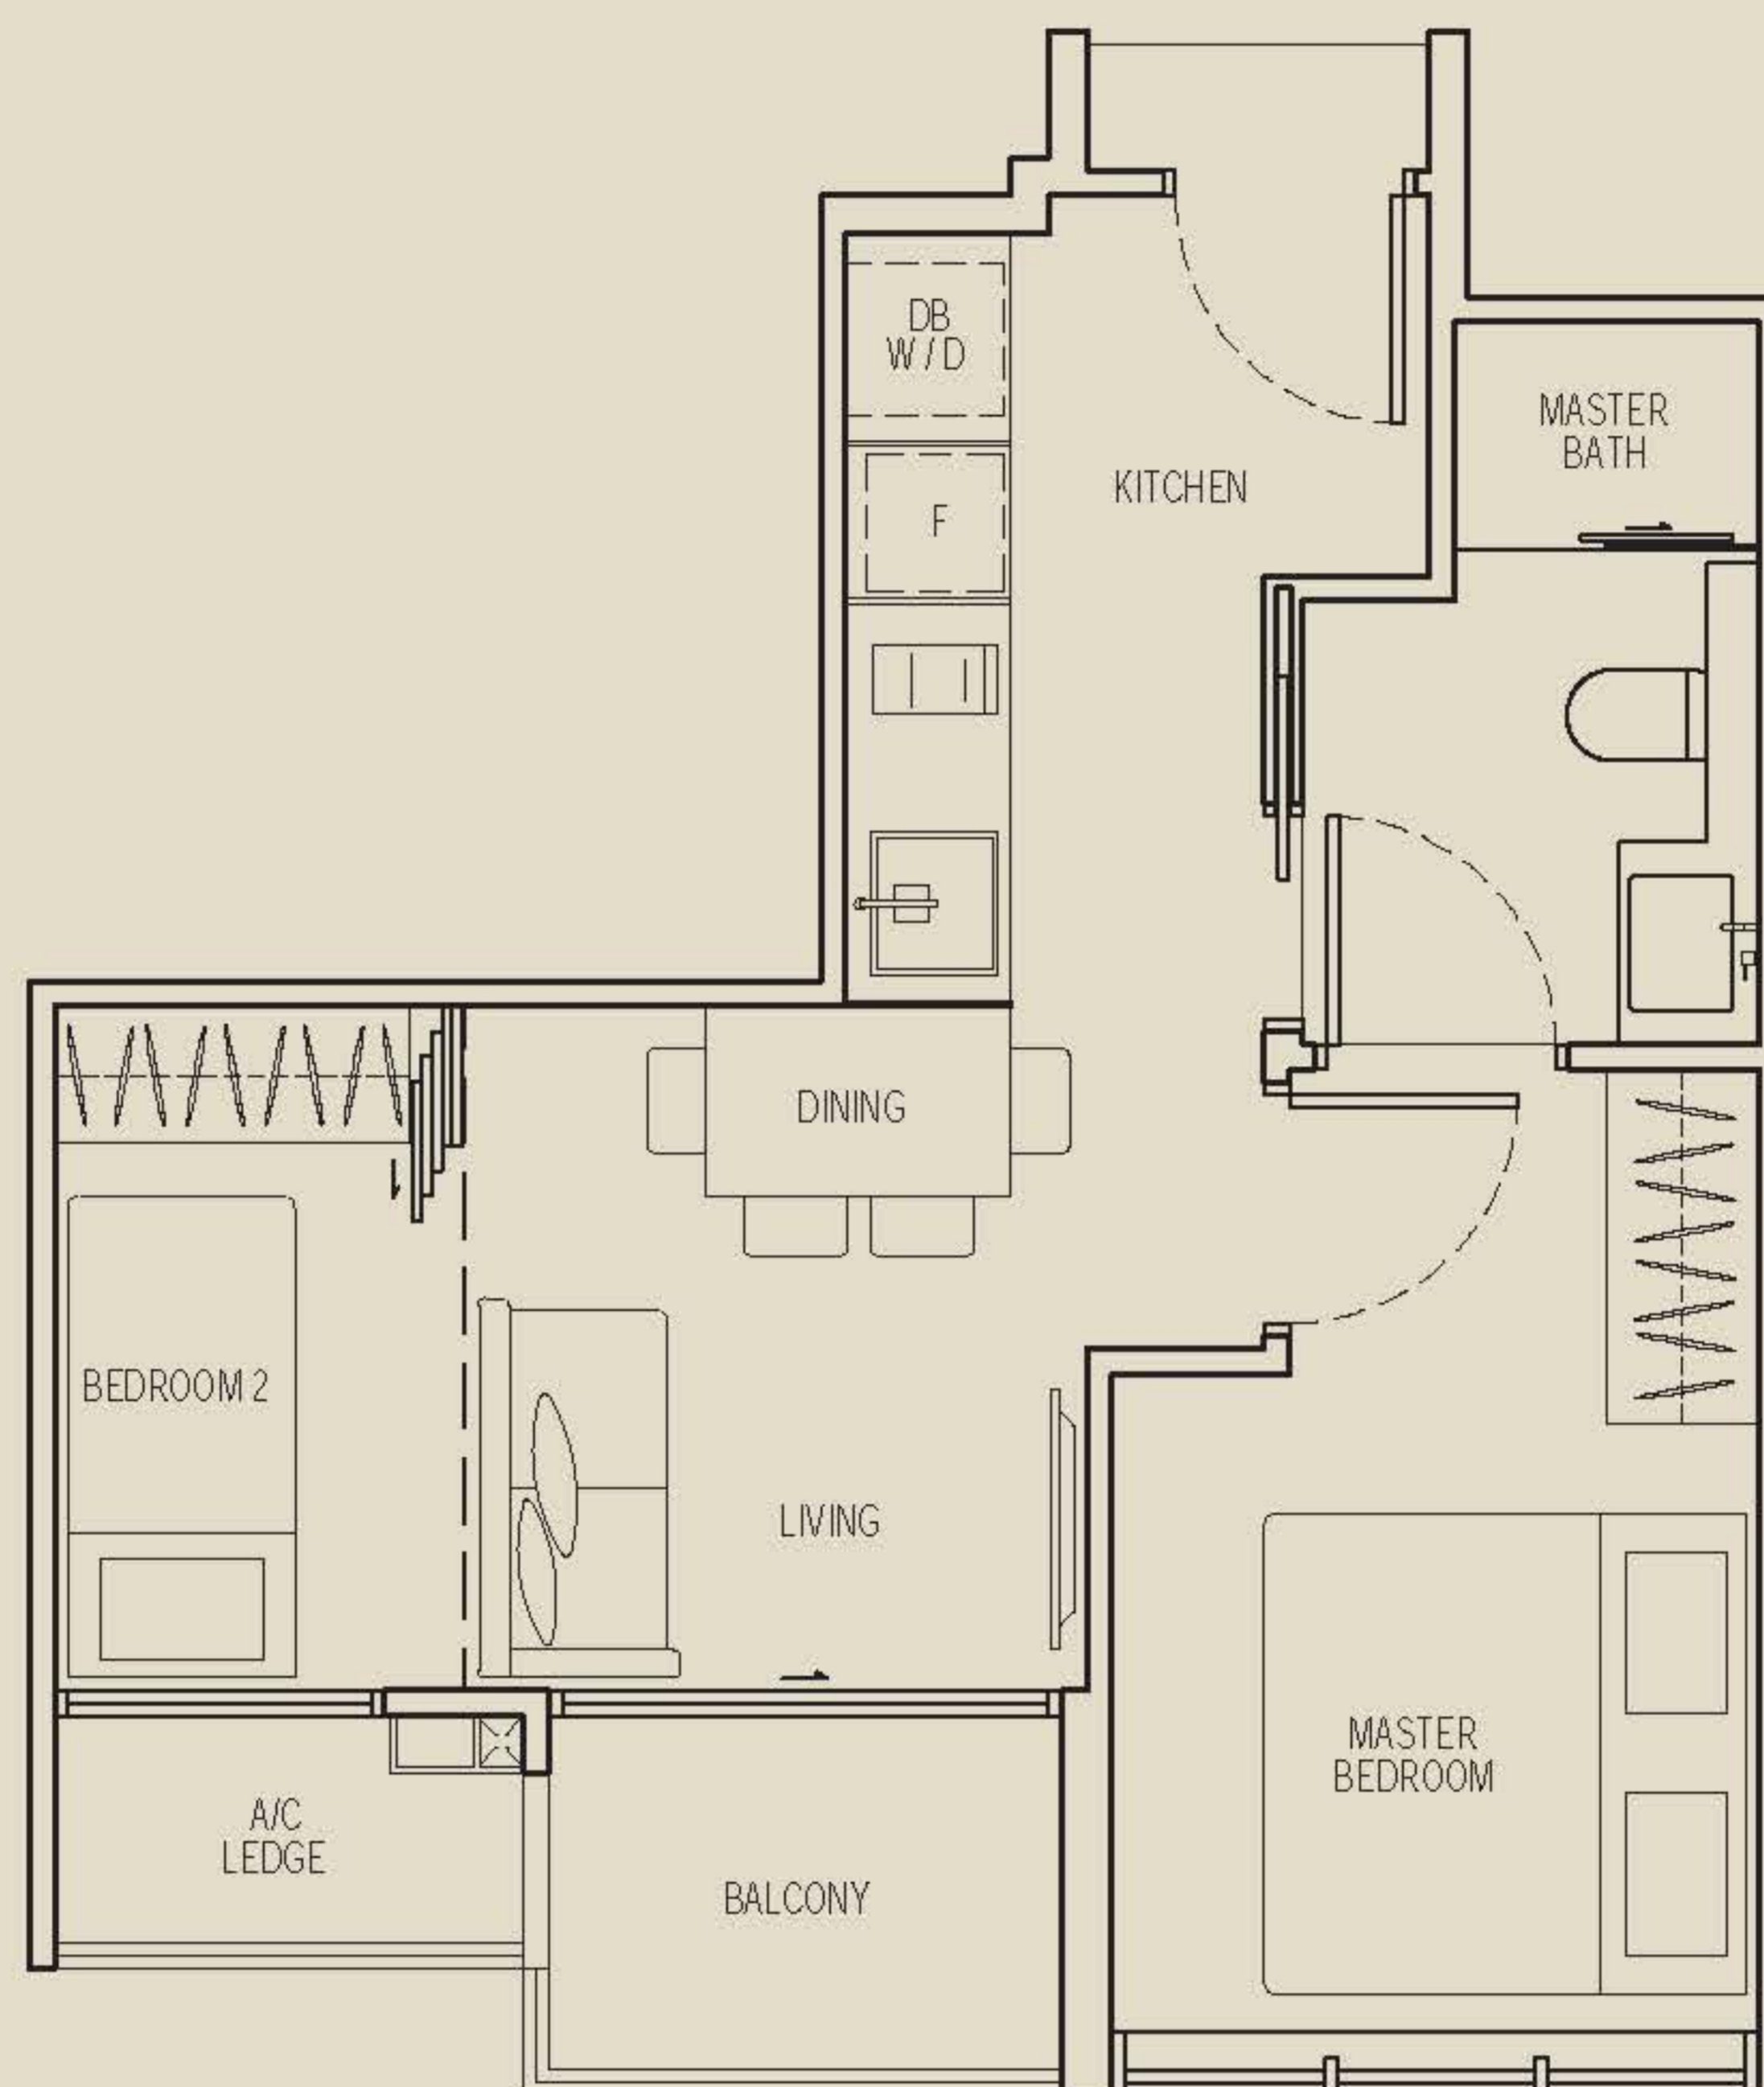 DB
W / D
MASTER
BATH
KITCHEN
F
DINING
BEDROOM 2
LIVING
MASTER
BEDROOM
A/C
LEDGE
BALCONY